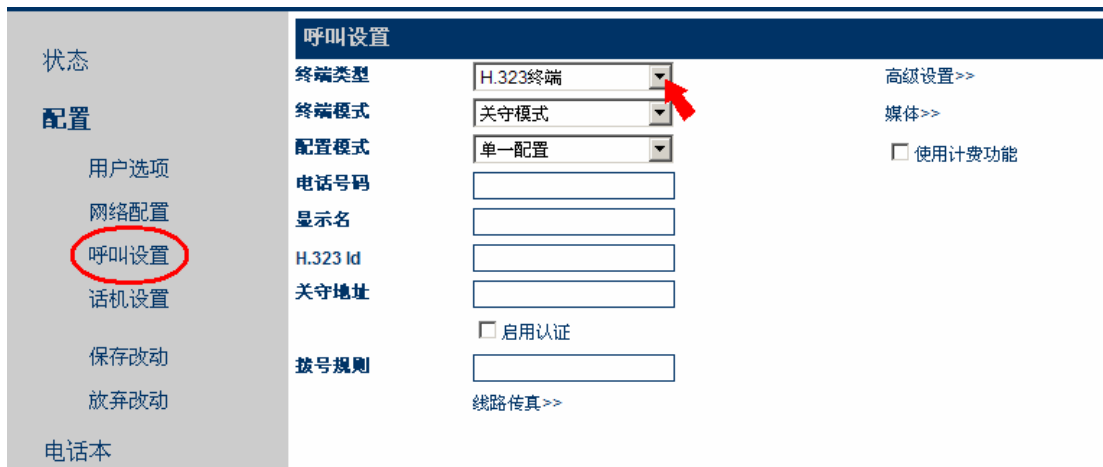 状态
配置
用户选项
网络配置
呼叫设置
话机设置
保存改动
放弃改动
电话本
呼叫设置
终端类型 H.323终端 高级设置>>
终端模式 关守模式 媒体>>
配置模式 单一配置 使用计费功能
电话号码
显示名
H.323 Id
关守地址
启用认证
拨号规则
线路传真>>